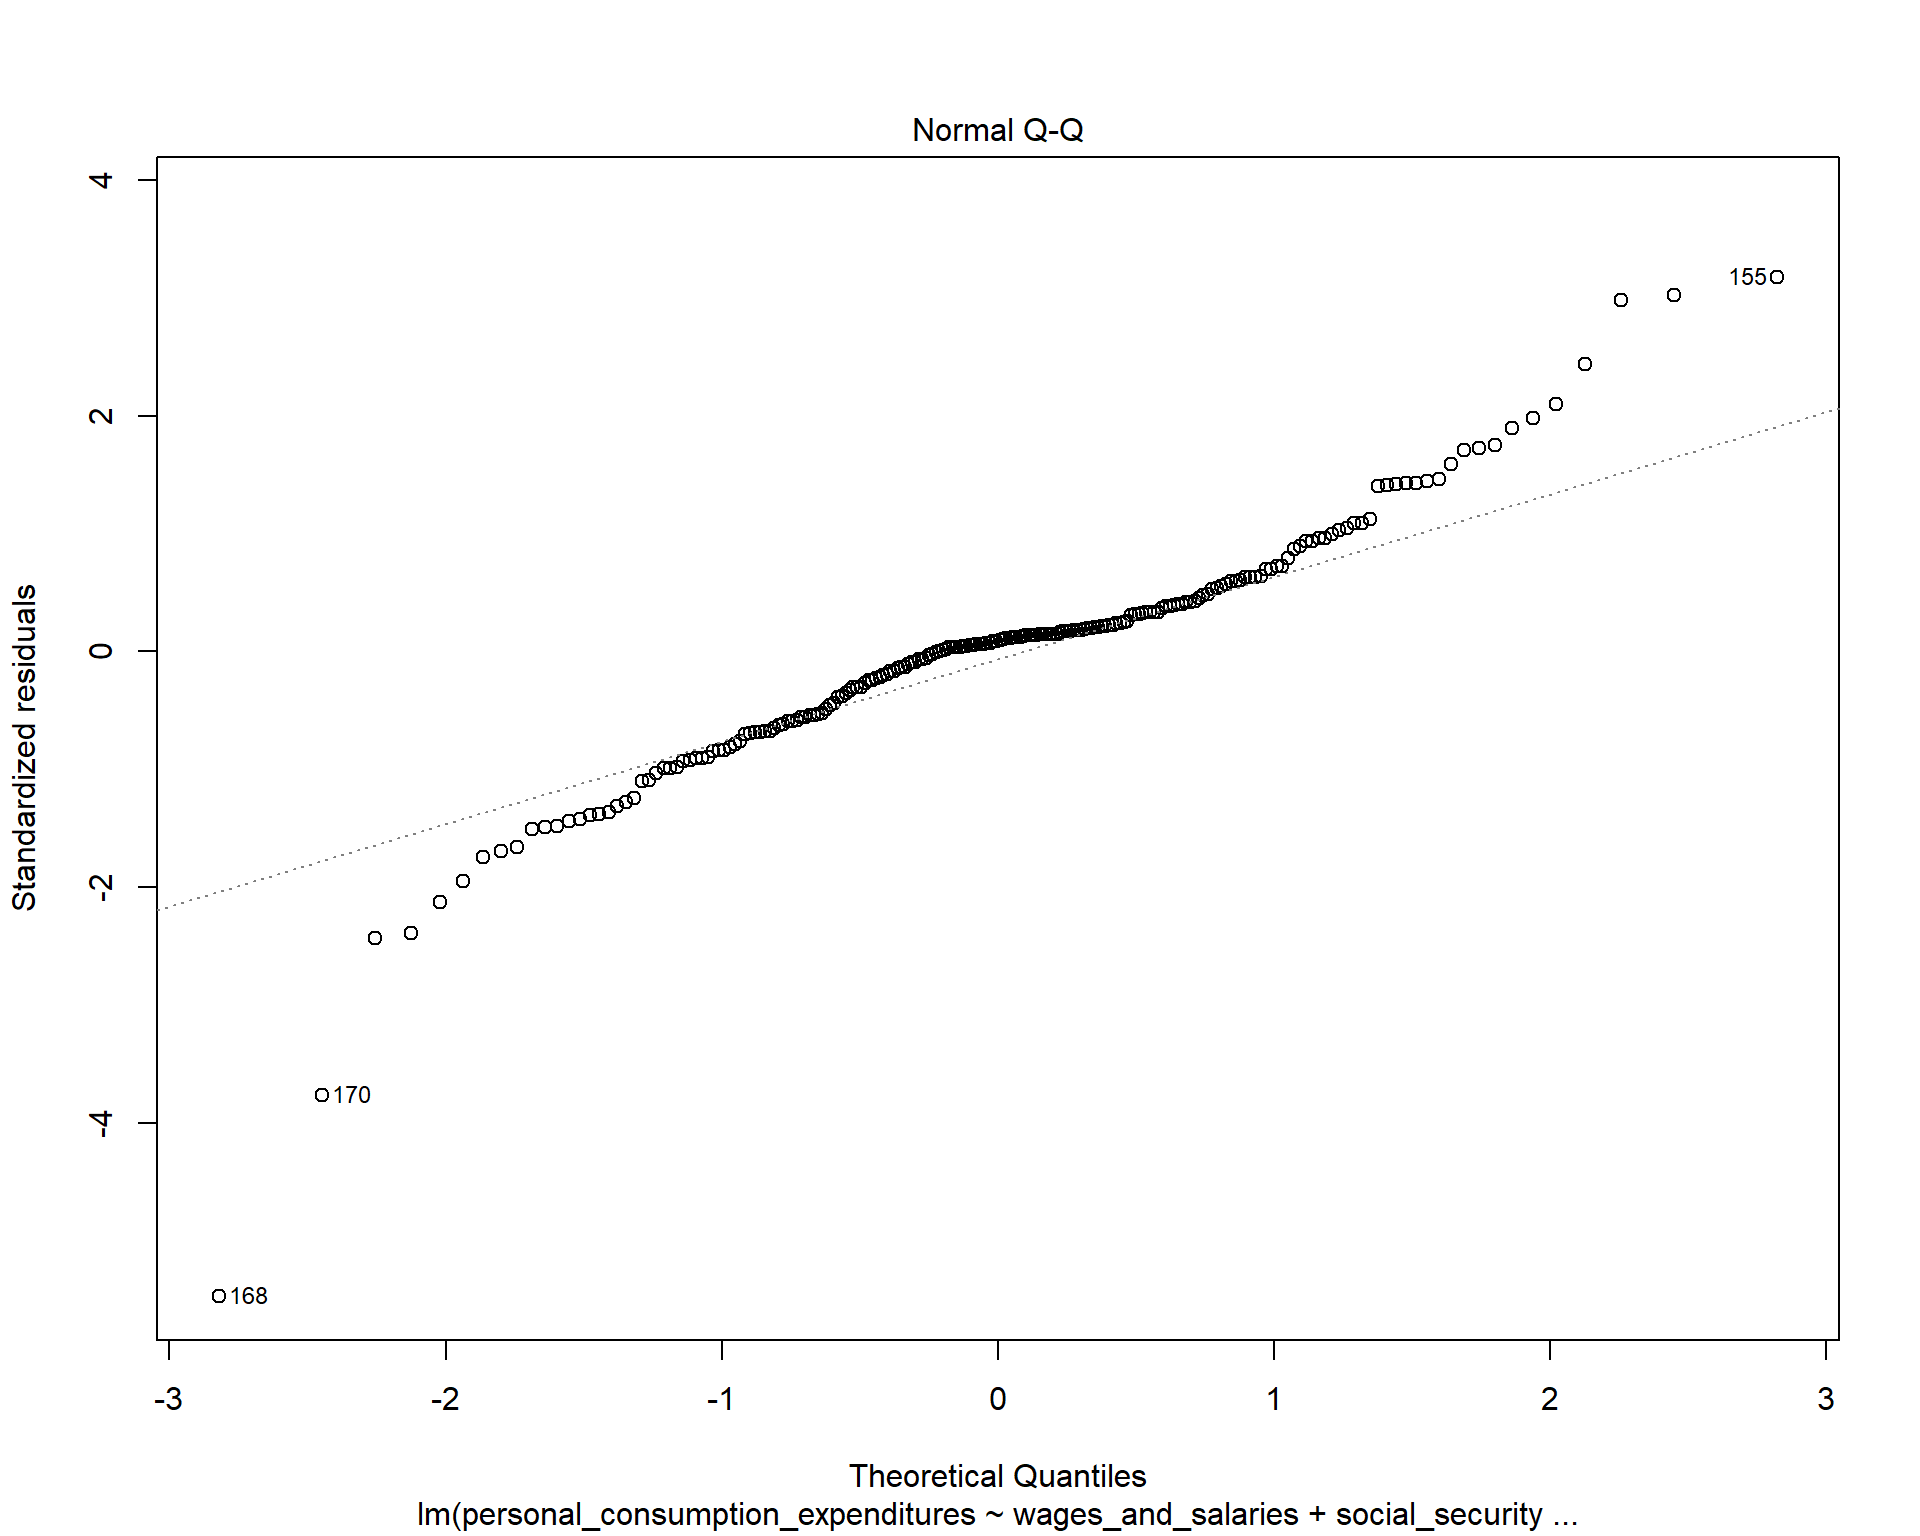 Normal Q-Q
4
2
0
-2
-4
Standardized residuals
155
170
168
-3 -2 -1 0 1 2 3
Theoretical Quantiles
lm(personal_consumption_expenditures ~ wages_and_salaries + social_security ...